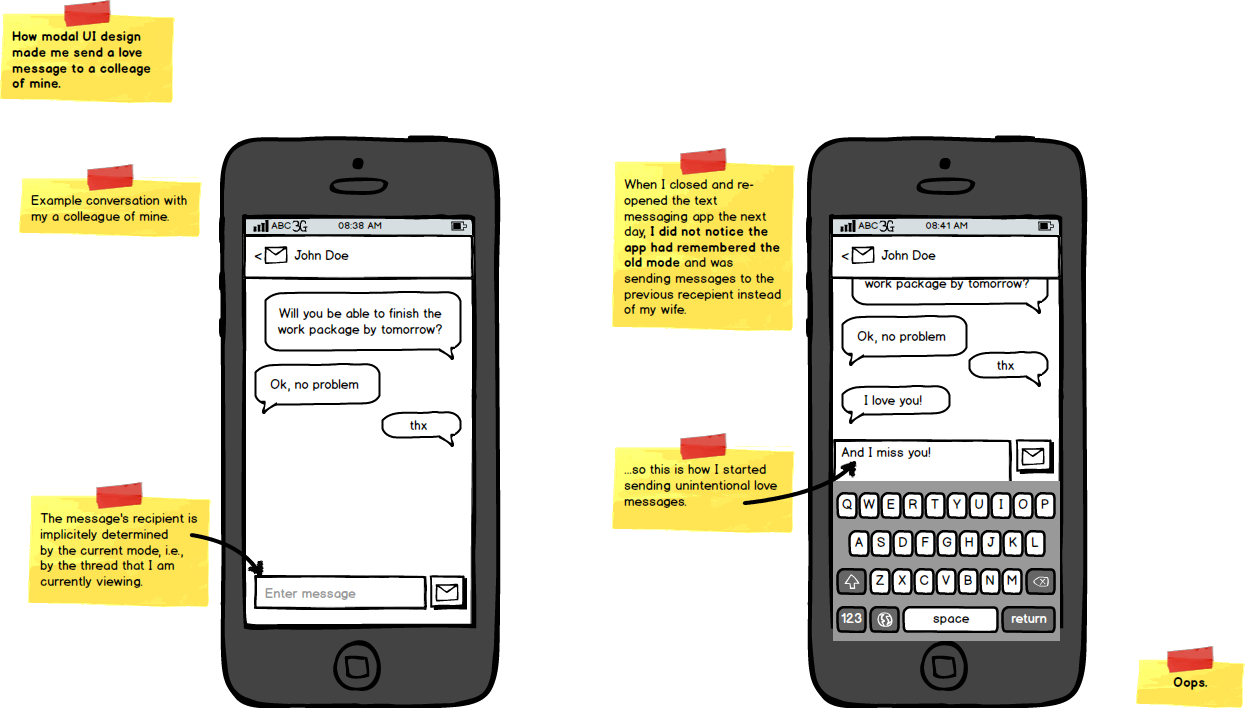 How modal UI design
made me send a love
message to a colleage
of mine.
Example conversation with
my a colleague of mine.
ABC 3G 08:38 AM
< John Doe
Will you be able to finish the
work package by tomorrow?
Ok, no problem
thx
The message's recipient is
implicitely determined
by the current mode, i.e.,
by the thread that I am
currently viewing.
Enter message
When I closed and re-
opened the text
messaging app the next
day, I did not notice the
app had remembered the
old mode and was
sending messages to the
previous recepient instead
of my wife.
ABC 3G 08:41 AM
< John Doe
work package by tomorrow?
Ok, no problem
thx
I love you!
...so this is how I started
sending unintentional love
messages.
And I miss you!
Q W E R T Y U I O P
A S D F G H J K L
Z X C V B N M
123 space return
Oops.